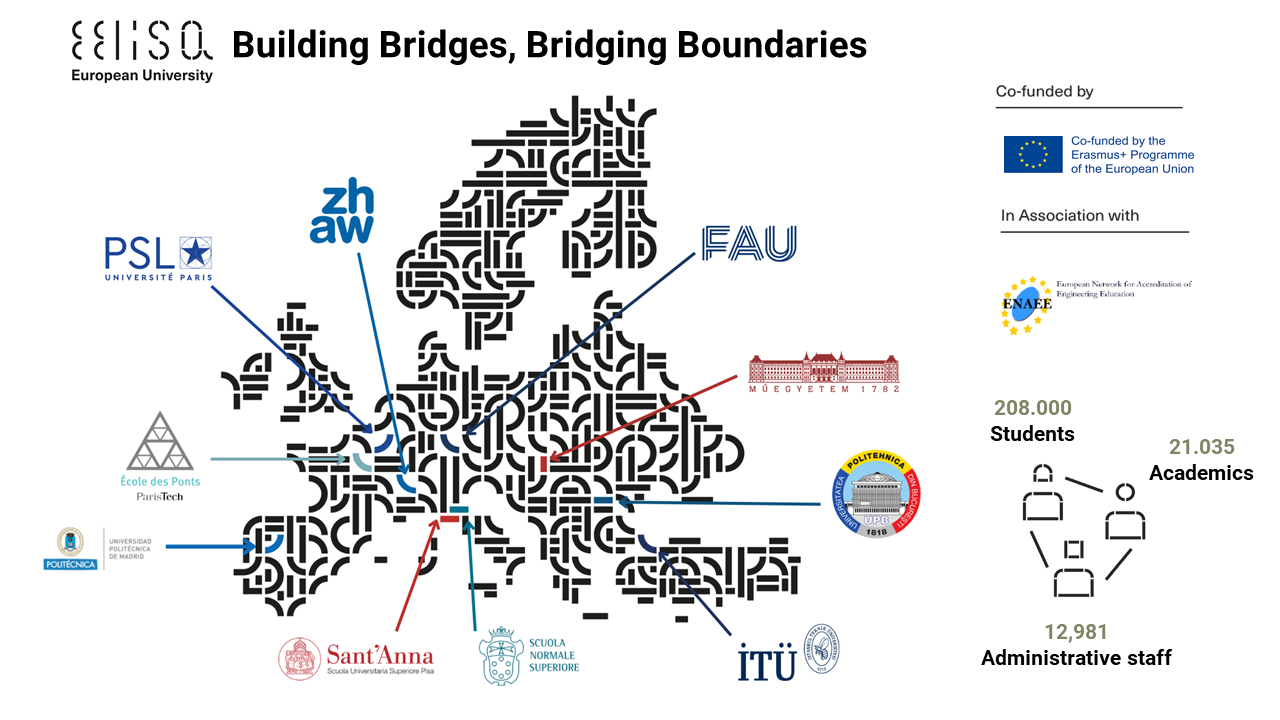 EELISA
European University
Building Bridges, Bridging Boundaries
Co-funded by
Co-funded by the
Erasmus+ Programme
of the European Union
In Association with
ENAEE
European Network for Accreditation of
Engineering Education
zh
aw
PSL
UNIVERSITÉ PARIS
FAU
MŰEGYETEM 1782
École des Ponts
ParisTech
POLITÉCNICA
UNIVERSIDAD
POLITÉCNICA
DE MADRID
UNIVERSITATEA
POLITEHNICA
DIN BUCURESTI
UPB
1818
Sant'Anna
Scuola Universitaria Superiore Pisa
SCUOLA
NORMALE
SUPERIORE
İTÜ
208.000
Students
21.035
Academics
12,981
Administrative staff